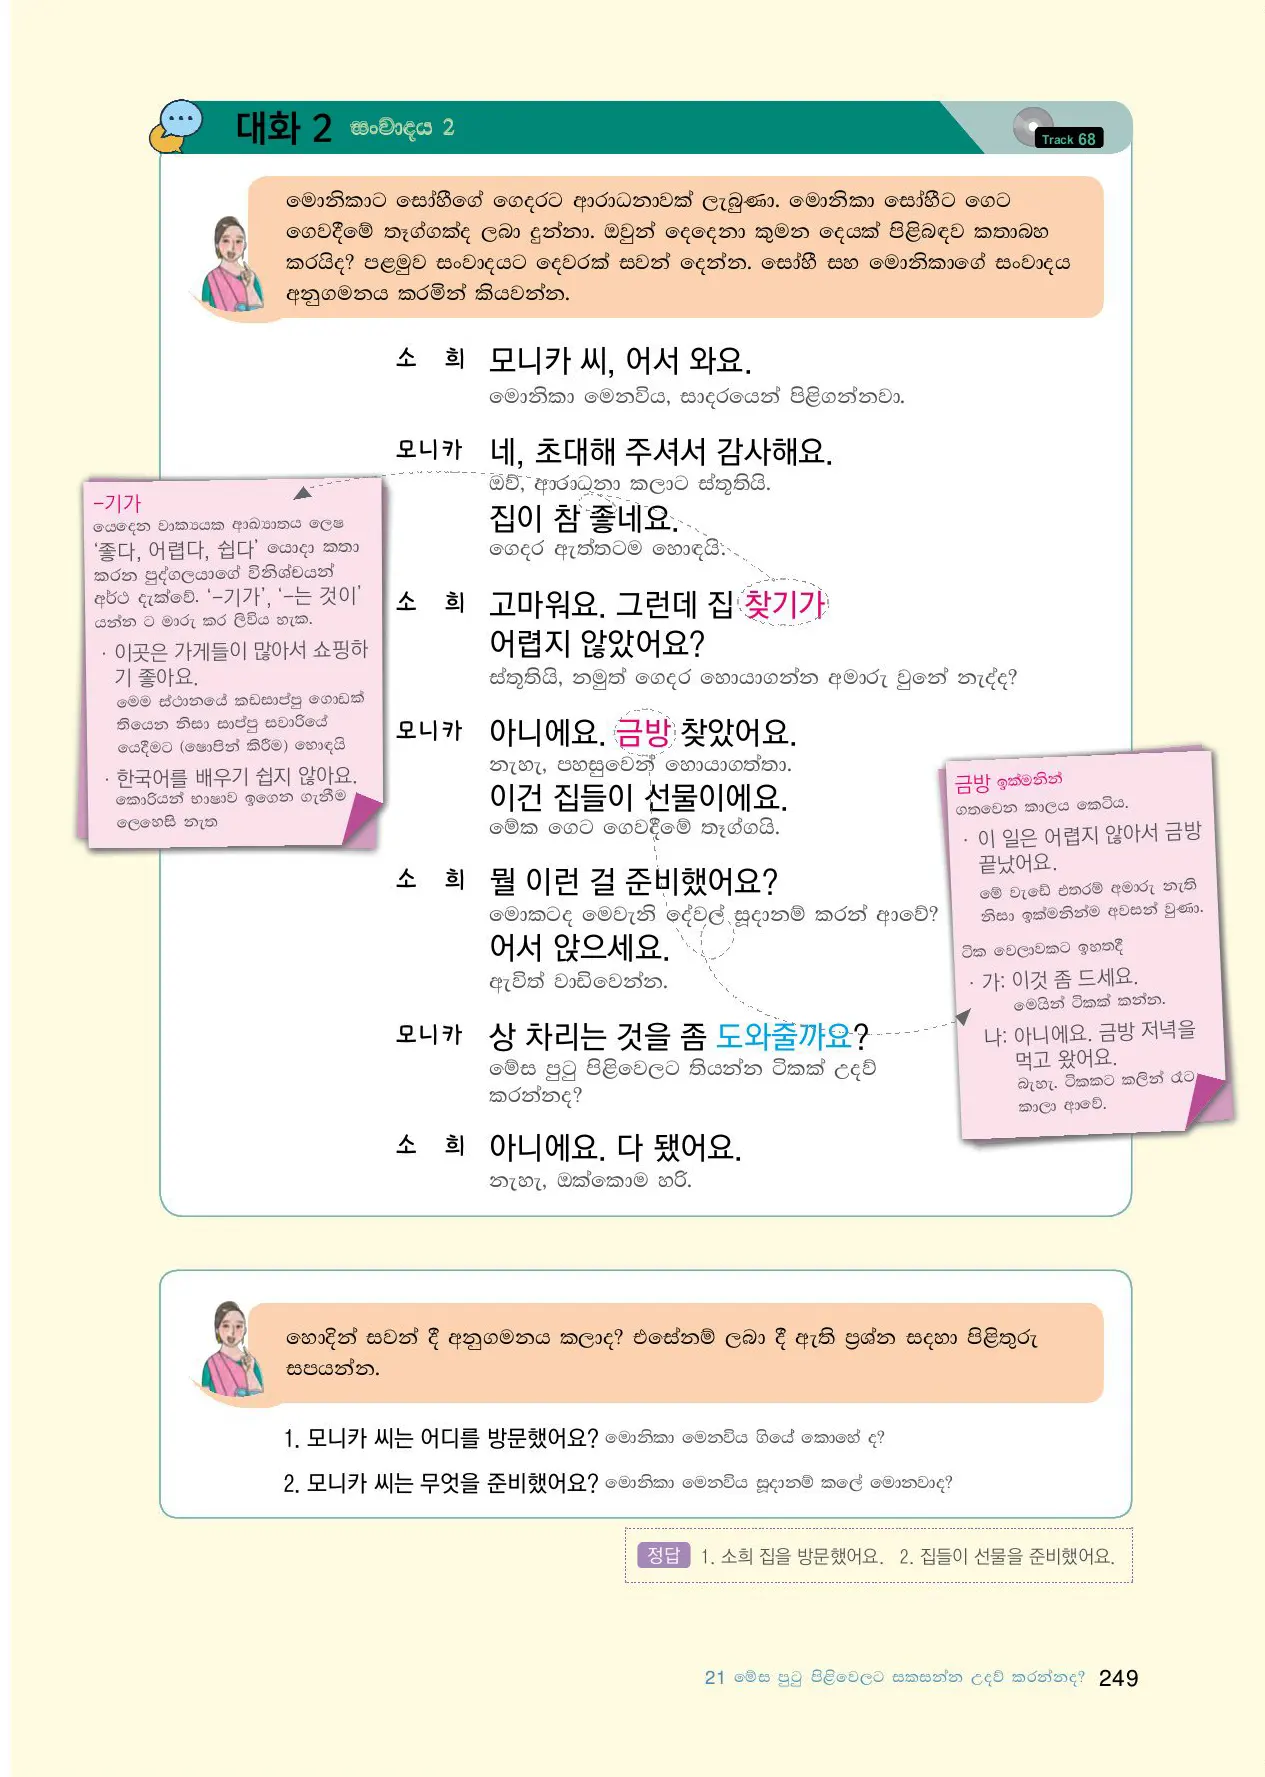 대화 2 සංවාදය 2
Track 68
මොනිකාට සෝහීගේ ගෙදරට ආරාධනාවක් ලැබුණා. මොනිකා සෝහීට ගෙට
ගෙවදීමේ තෑග්ගක්ද ලබා දුන්නා. ඔවුන් දෙදෙනා කුමන දෙයක් පිළිබඳව කතාබහ
කරයිද? පළමුව සංවාදයට දෙවරක් සවන් දෙන්න. සෝහී සහ මොනිකාගේ සංවාදය
අනුගමනය කරමින් කියවන්න.
소 희 모니카 씨, 어서 와요.
මොනිකා මෙනවිය, සාදරයෙන් පිළිගන්නවා.
모니카 네, 초대해 주셔서 감사해요.
ඔව්, ආරාධනා කලාට ස්තූතියි.
집이 참 좋네요.
ගෙදර ඇත්තටම හොඳයි.
소 희 고마워요. 그런데 집 찾기가
어렵지 않았어요?
ස්තූතියි, නමුත් ගෙදර හොයාගන්න අමාරු වුනේ නැද්ද?
모니카 아니에요. 금방 찾았어요.
නැහැ, පහසුවෙන් හොයාගත්තා.
이건 집들이 선물이에요.
මේක ගෙට ගෙවදීමේ තෑග්ගයි.
소 희 뭘 이런 걸 준비했어요?
මොකටද මෙවැනි දේවල් සූදානම් කරන් ආවේ?
어서 앉으세요.
ඇවිත් වාඩිවෙන්න.
모니카 상 차리는 것을 좀 도와줄까요?
මේස පුටු පිළිවෙලට තියන්න ටිකක් උදව්
කරන්නද?
소 희 아니에요. 다 됐어요.
නැහැ, ඔක්කොම හරි.
–기가
යෙදෙන වාක්‍යයක ආඛ්‍යාතය ලෙෂ
‘좋다, 어렵다, 쉽다’ යොදා කතා
කරන පුද්ගලයාගේ විනිශ්චයන්
අර්ථ දැක්වේ. ‘–기가’, ‘–는 것이’
යන්න ට මාරු කර ලිවිය හැක.
· 이곳은 가게들이 많아서 쇼핑하
기 좋아요.
මෙම ස්ථානයේ කඩසාප්පු ගොඩක්
තියෙන නිසා සාප්පු සවාරියේ
යෙදීමට (ෂොපින් කිරීම) හොඳයි
· 한국어를 배우기 쉽지 않아요.
කොරියන් භාෂාව ඉගෙන ගැනීම
ලෙහෙසි නැත
금방 ඉක්මනින්
ගතවෙන කාලය කෙටිය.
· 이 일은 어렵지 않아서 금방
끝났어요.
මේ වැඩේ එතරම් අමාරු නැති
නිසා ඉක්මනින්ම අවසන් වුණා.
ටික වෙලාවකට ඉහතදී
· 가: 이것 좀 드세요.
මෙයින් ටිකක් කන්න.
나: 아니에요. 금방 저녁을
먹고 왔어요.
බැහැ. ටිකකට කලින් රෑට
කාලා ආවේ.
හොදින් සවන් දී අනුගමනය කලාද? එසේනම් ලබා දී ඇති ප්‍රශ්න සදහා පිළිතුරු
සපයන්න.
1. 모니카 씨는 어디를 방문했어요? මොනිකා මෙනවිය ගියේ කොහේ ද?
2. 모니카 씨는 무엇을 준비했어요? මොනිකා මෙනවිය සූදානම් කලේ මොනවාද?
정답 1. 소희 집을 방문했어요. 2. 집들이 선물을 준비했어요.
21 මේස පුටු පිළිවෙලට සකසන්න උදව් කරන්නද? 249